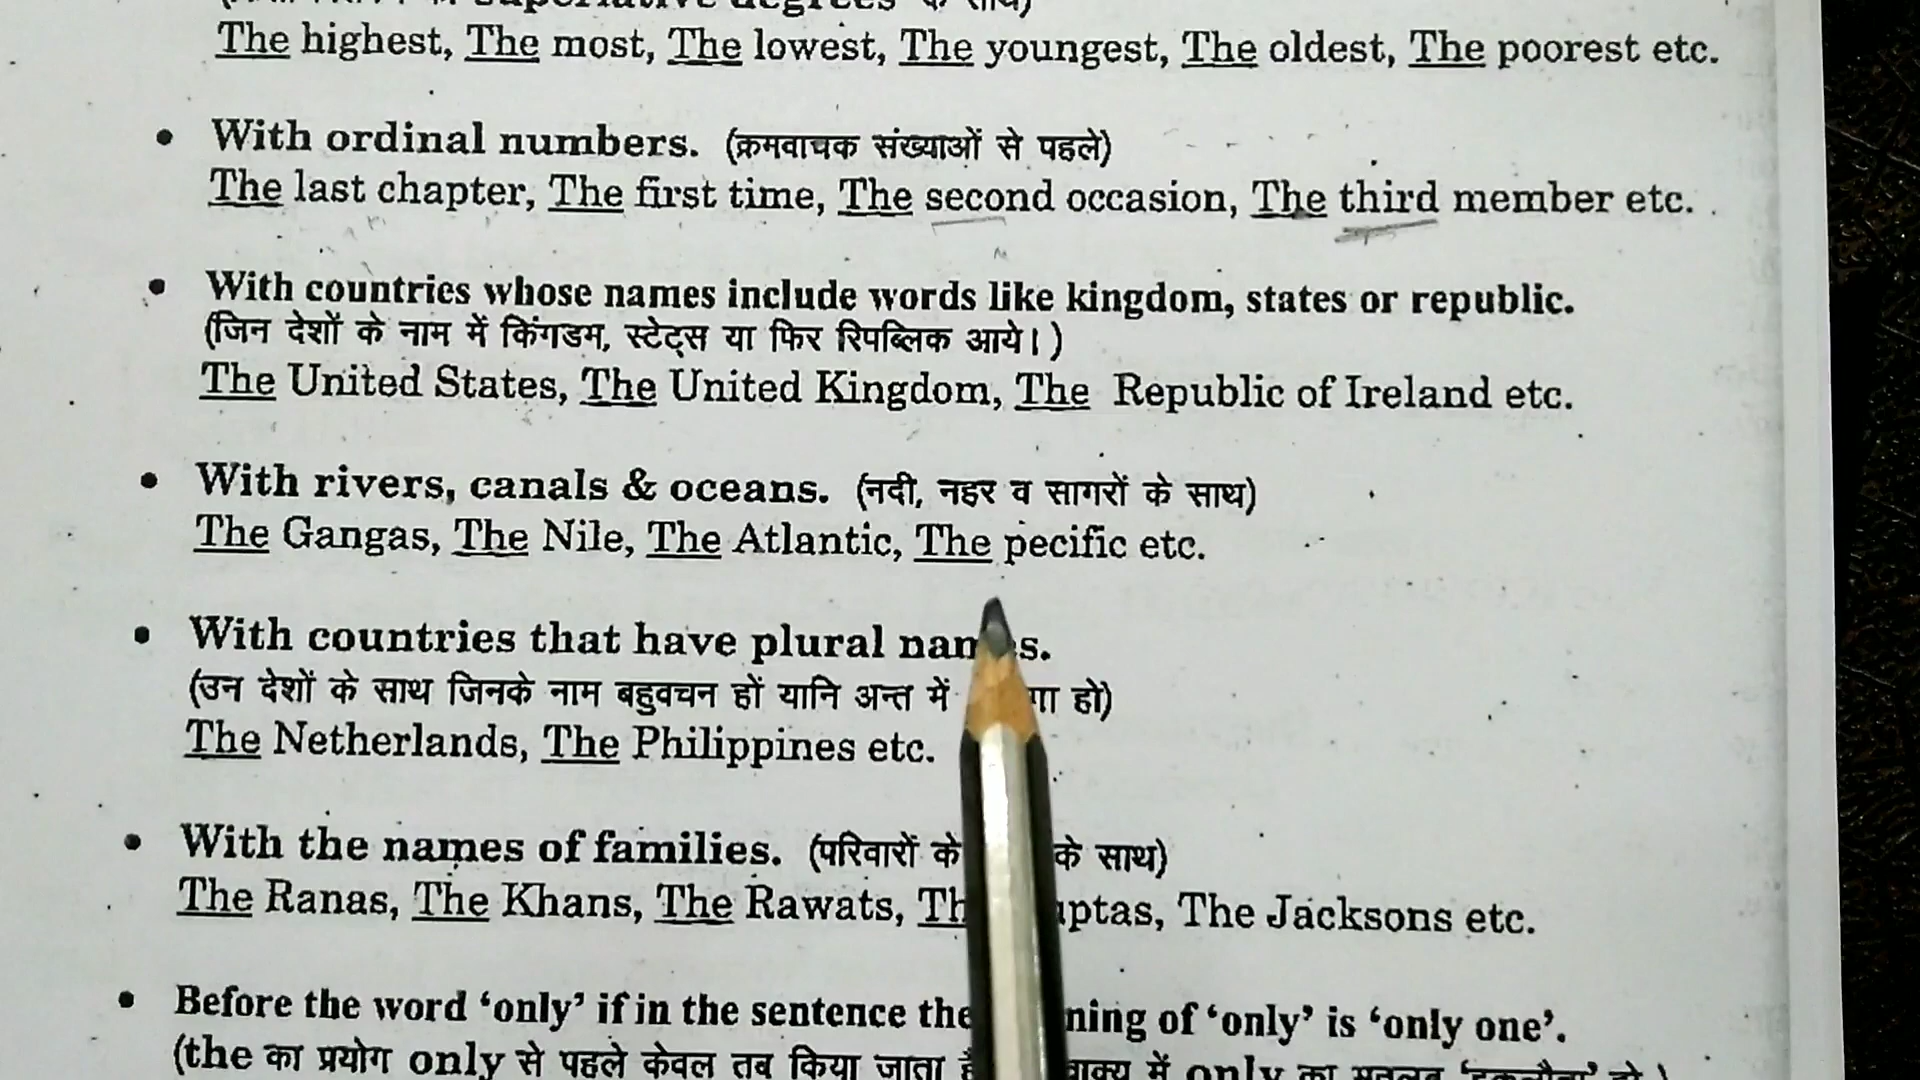 superlative degrees के साथ)
The highest, The most, The lowest, The youngest, The oldest, The poorest etc.
• With ordinal numbers. (क्रमवाचक संख्याओं से पहले)
The last chapter, The first time, The second occasion, The third member etc.
• With countries whose names include words like kingdom, states or republic.
(जिन देशों के नाम में किंगडम, स्टेट्स या फिर रिपब्लिक आये।)
The United States, The United Kingdom, The Republic of Ireland etc.
• With rivers, canals & oceans. (नदी, नहर व सागरों के साथ)
The Gangas, The Nile, The Atlantic, The pecific etc.
• With countries that have plural
(उन देशों के साथ जिनके नाम बहुवचन हों यानि अन्त में हो)
The Netherlands, The Philippines etc.
• With the names of families. (परिवारों के के साथ)
The Ranas, The Khans, The Rawats, The Jacksons etc.
• Before the word ‘only’ if in the sentence the of ‘only’ is ‘only one’.
(the का प्रयोग only से पहले केवल तब किया जाता वाक्य में only का मतलब ‘इकलौता’ हो।)